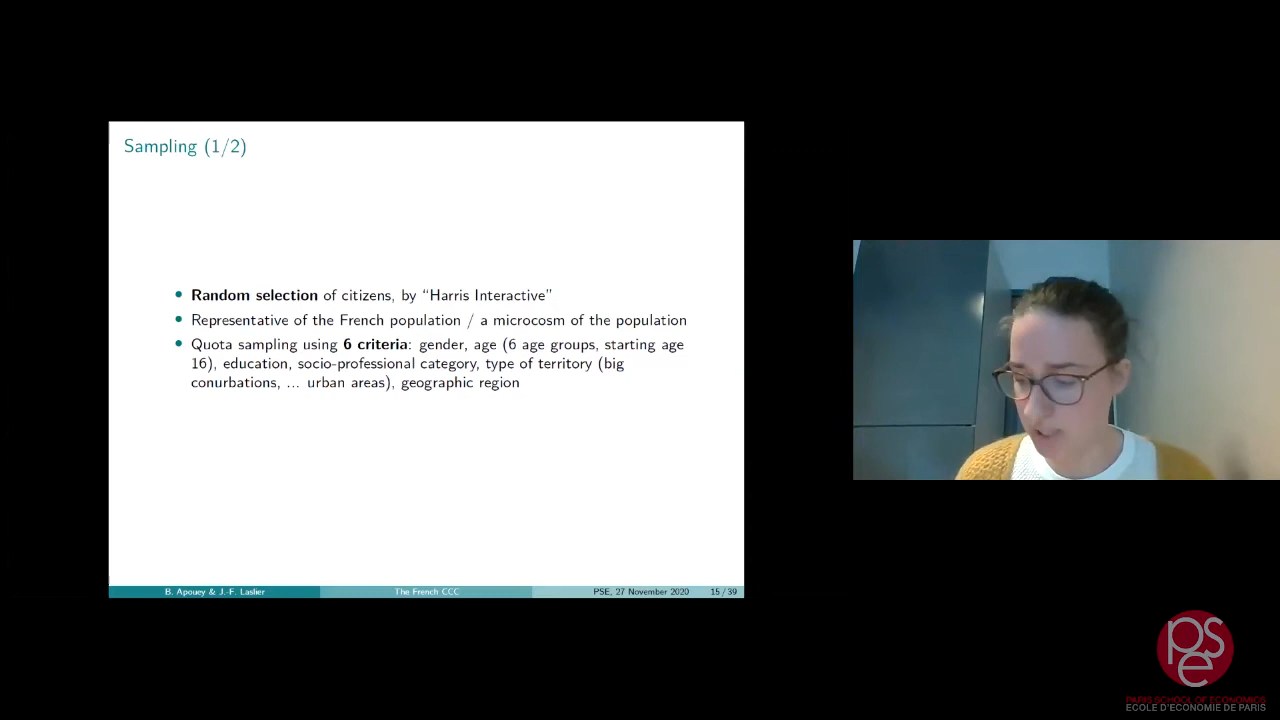 Sampling (1/2)
• Random selection of citizens, by “Harris Interactive”
• Representative of the French population / a microcosm of the population
• Quota sampling using 6 criteria: gender, age (6 age groups, starting age
16), education, socio-professional category, type of territory (big
conurbations, ... urban areas), geographic region
B. Apouey & J.-F. Laslier The French CCC PSE, 27 November 2020 15 / 39
pse
PARIS SCHOOL OF ECONOMICS
ECOLE D'ECONOMIE DE PARIS